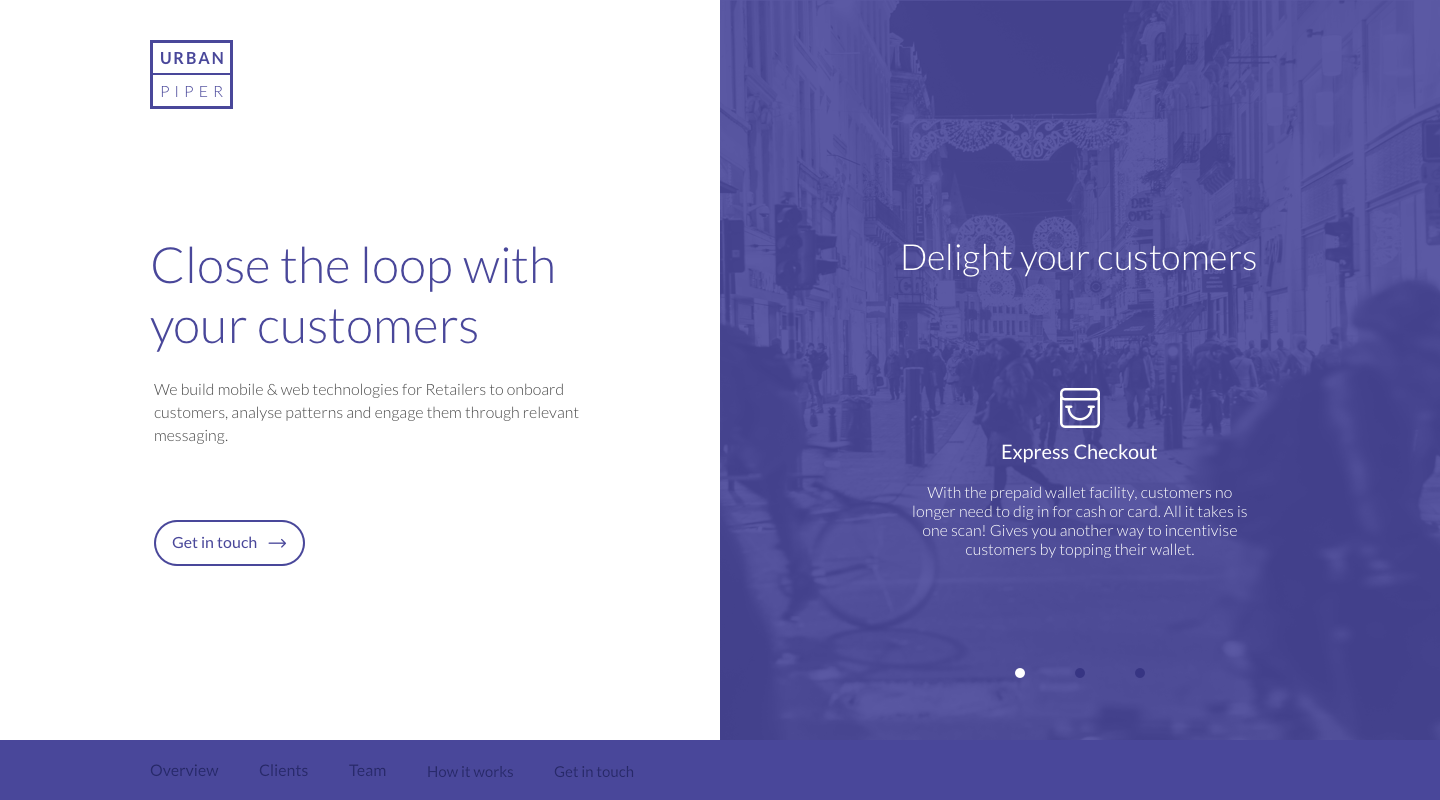 URBAN
PIPER
Close the loop with
your customers
We build mobile & web technologies for Retailers to onboard
customers, analyse patterns and engage them through relevant
messaging.
Get in touch
Delight your customers
Express Checkout
With the prepaid wallet facility, customers no
longer need to dig in for cash or card. All it takes is
one scan! Gives you another way to incentivise
customers by topping their wallet.
Overview
Clients
Team
How it works
Get in touch